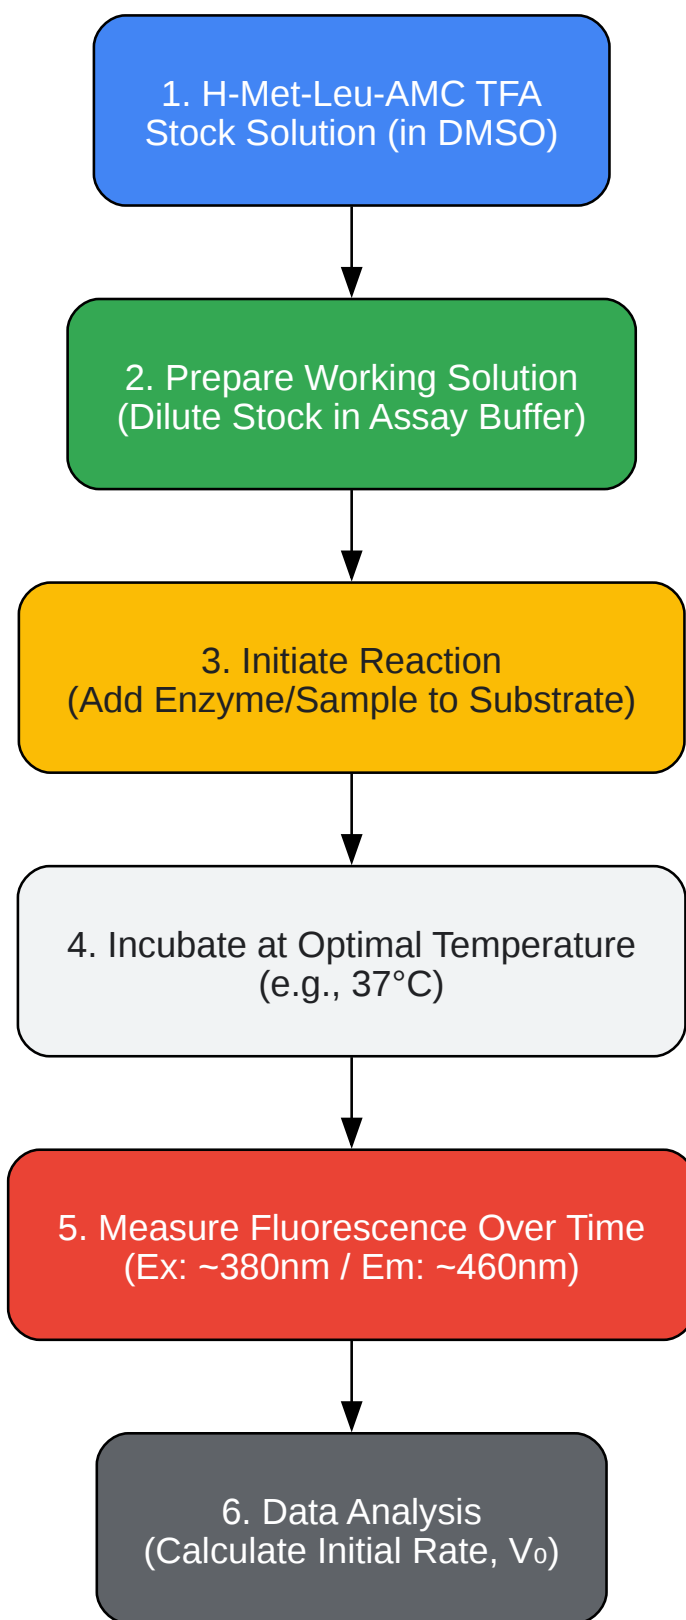 1. H-Met-Leu-AMC TFA
Stock Solution (in DMSO)
2. Prepare Working Solution
(Dilute Stock in Assay Buffer)
3. Initiate Reaction
(Add Enzyme/Sample to Substrate)
4. Incubate at Optimal Temperature
(e.g., 37°C)
5. Measure Fluorescence Over Time
(Ex: ~380nm / Em: ~460nm)
6. Data Analysis
(Calculate Initial Rate, V₀)